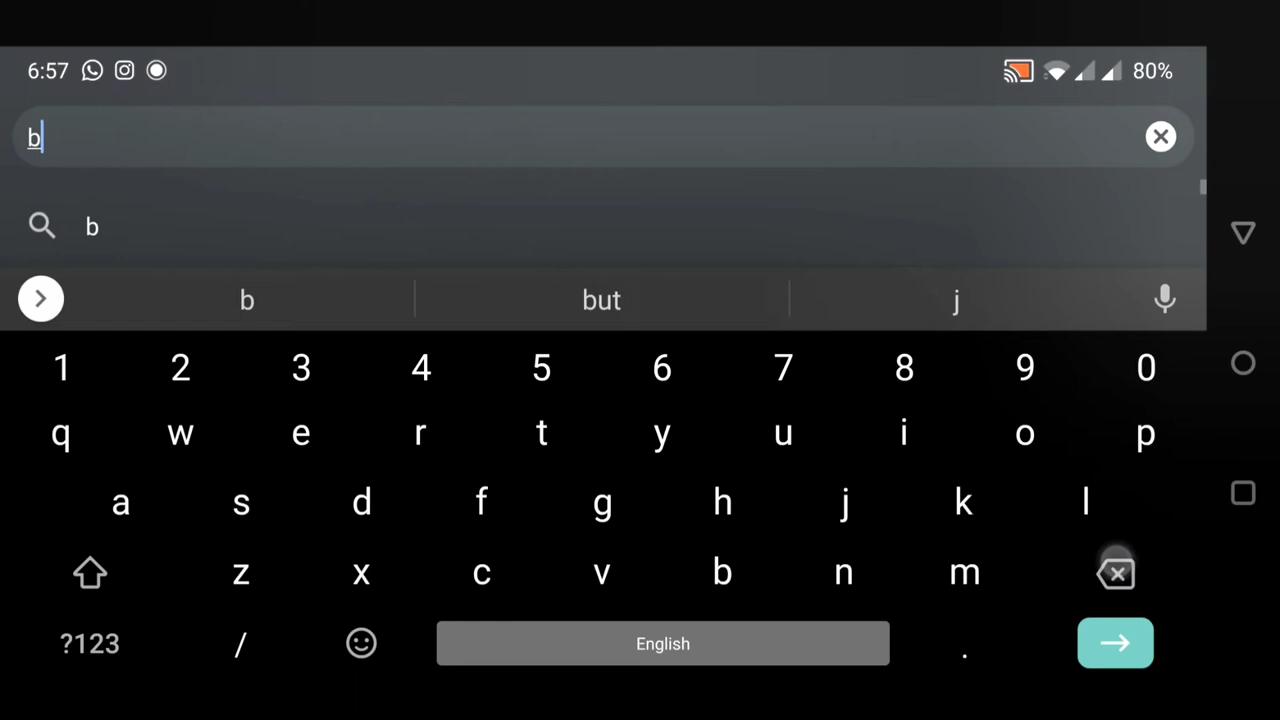 6:57 80%
b
b
b but j
1 2 3 4 5 6 7 8 9 0
q w e r t y u i o p
a s d f g h j k l
z x c v b n m
?123 / English .